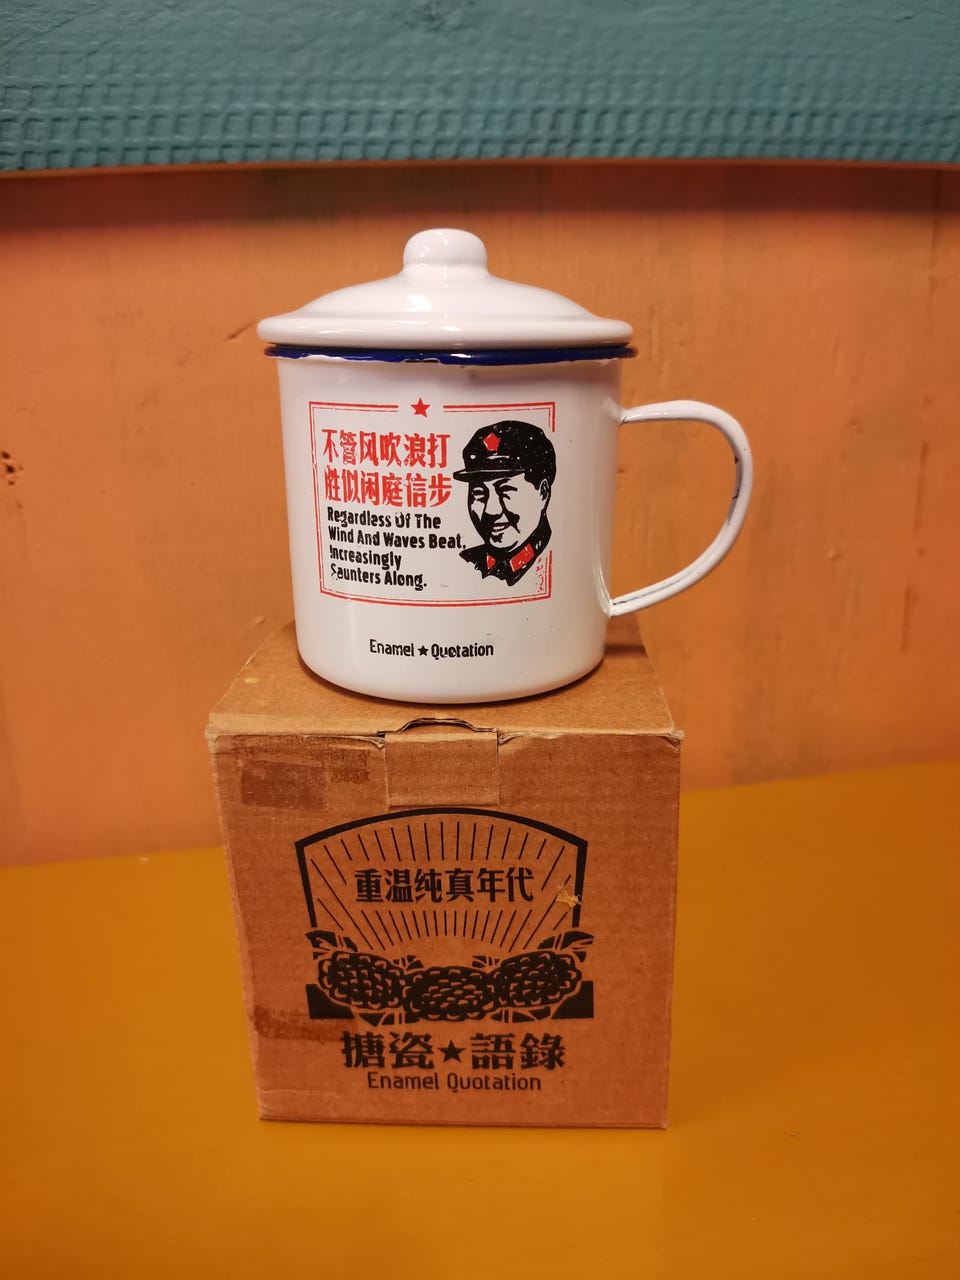 不管风吹浪打
胜似闲庭信步
Regardless Of The
Wind And Waves Beat,
Increasingly
Saunters Along.
Enamel★Quotation
重温纯真年代
搪瓷★語錄
Enamel Quotation